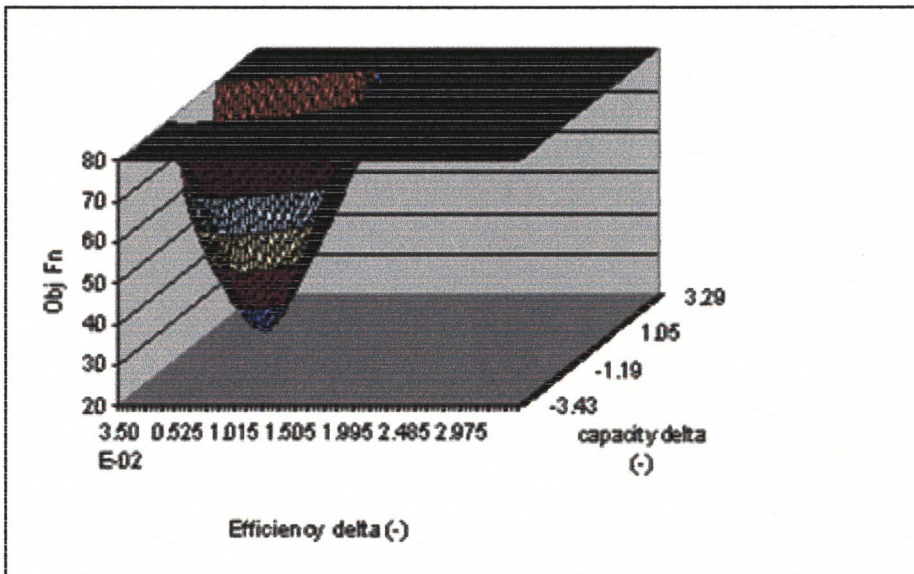 80
70
60
50
40
30
20
Obj Fn
3.50 0.525 1.015 1.505 1.995 2.485 2.975
E-02
Efficiency delta (-)
3.29
1.05
-1.19
-3.43
capacity delta
(-)